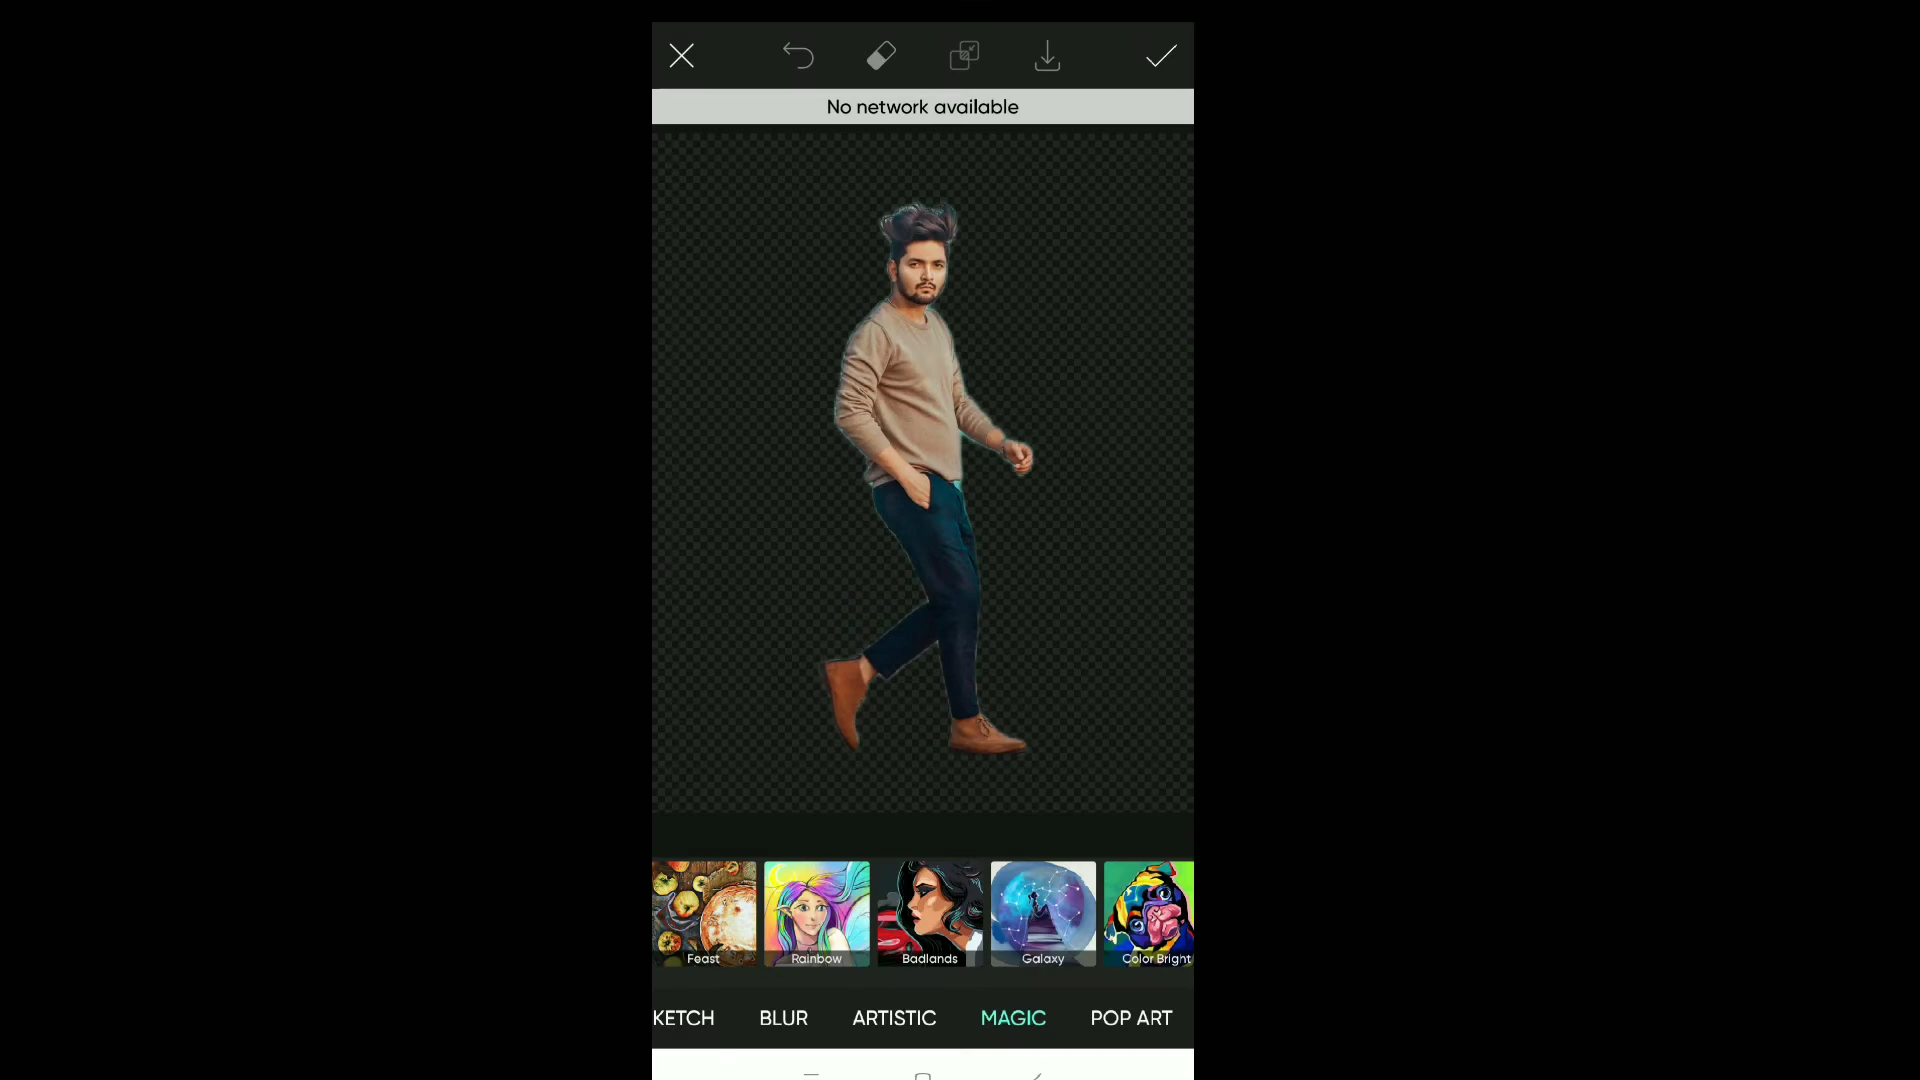 No network available
Feast
Rainbow
Badlands
Galaxy
Color Bright
KETCH
BLUR
ARTISTIC
MAGIC
POP ART